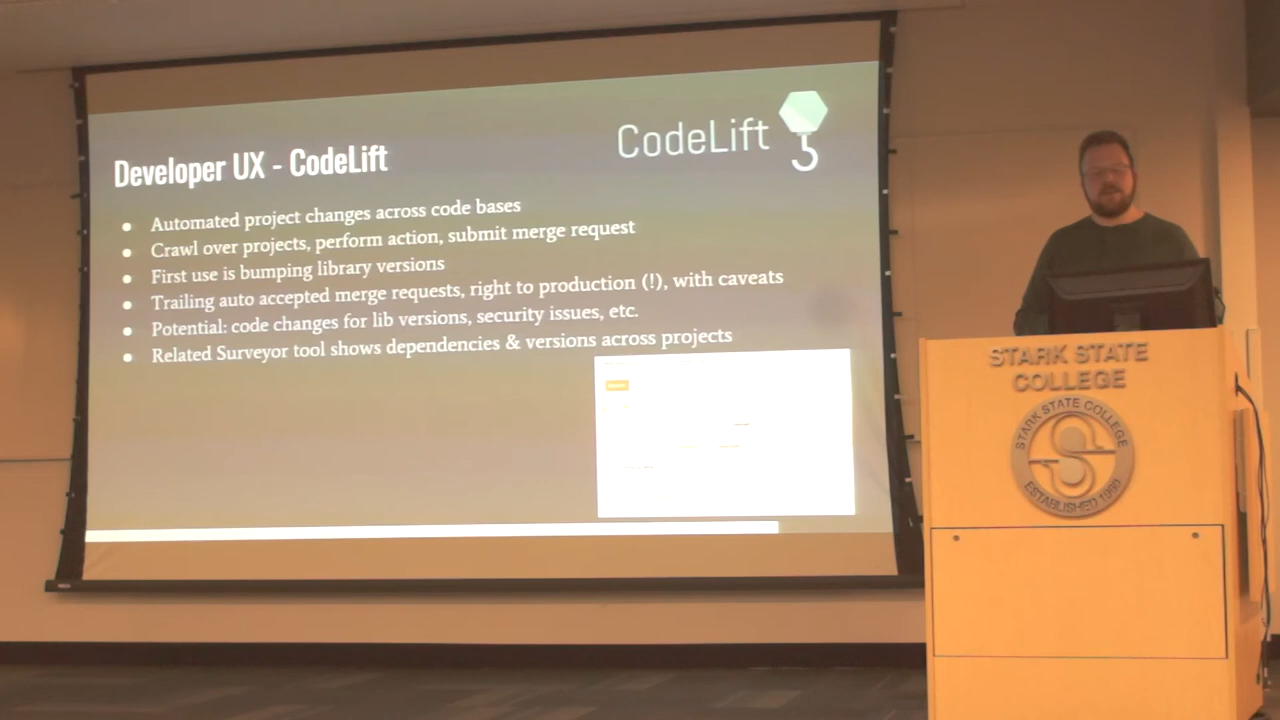 Developer UX - CodeLift
CodeLift
● Automated project changes across code bases
● Crawl over projects, perform action, submit merge request
● First use is bumping library versions
● Trailing auto accepted merge requests, right to production (!), with caveats
● Potential: code changes for lib versions, security issues, etc.
● Related Surveyor tool shows dependencies & versions across projects
STARK STATE
COLLEGE
STARK STATE COLLEGE
ESTABLISHED 1960